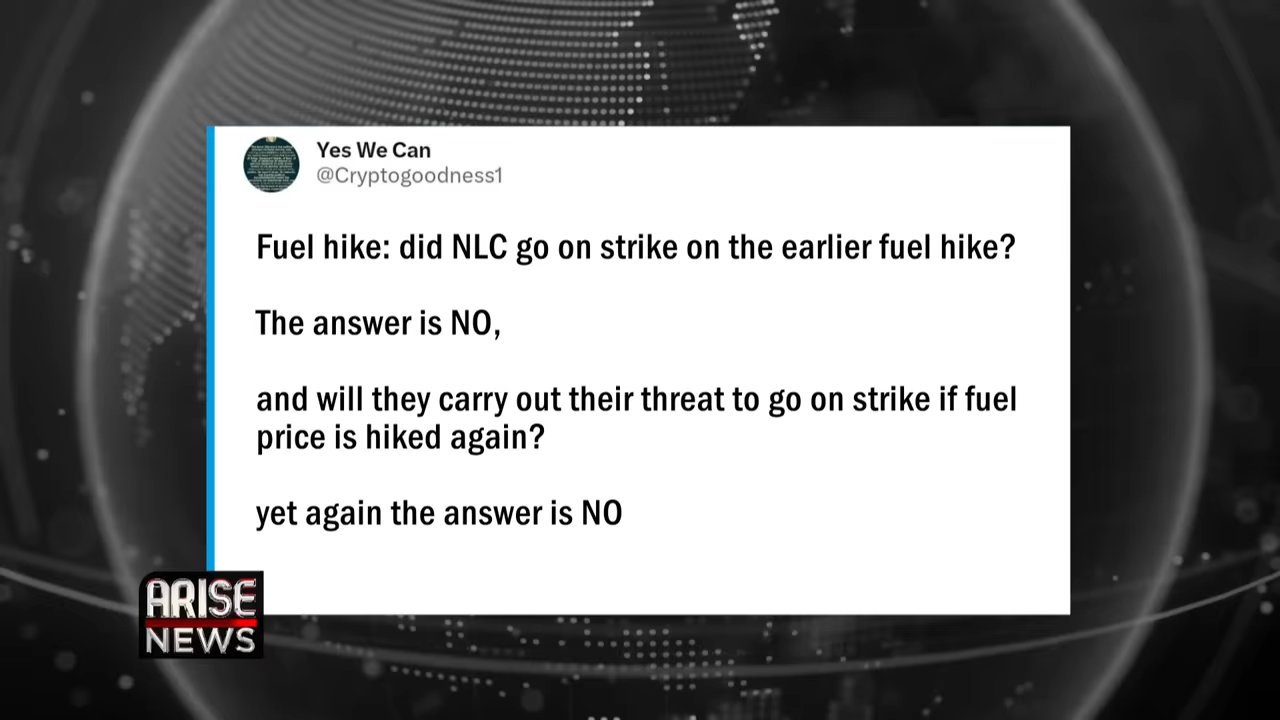 Yes We Can
@Cryptogoodness1
Fuel hike: did NLC go on strike on the earlier fuel hike?
The answer is NO,
and will they carry out their threat to go on strike if fuel
price is hiked again?
yet again the answer is NO
ARISE
NEWS